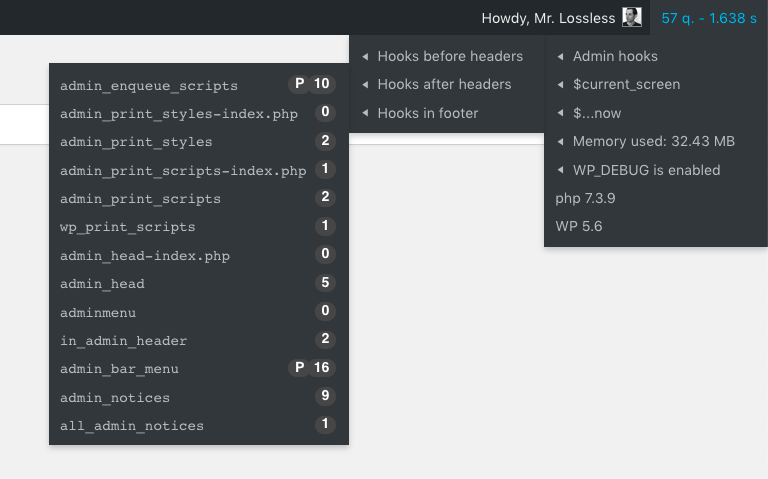 Howdy, Mr. Lossless 57 q. - 1.638 s
Hooks before headers
Hooks after headers
Hooks in footer
Admin hooks
$current_screen
$...now
Memory used: 32.43 MB
WP_DEBUG is enabled
php 7.3.9
WP 5.6
admin_enqueue_scripts P 10
admin_print_styles-index.php 0
admin_print_styles 2
admin_print_scripts-index.php 1
admin_print_scripts 2
wp_print_scripts 1
admin_head-index.php 0
admin_head 5
adminmenu 0
in_admin_header 2
admin_bar_menu P 16
admin_notices 9
all_admin_notices 1